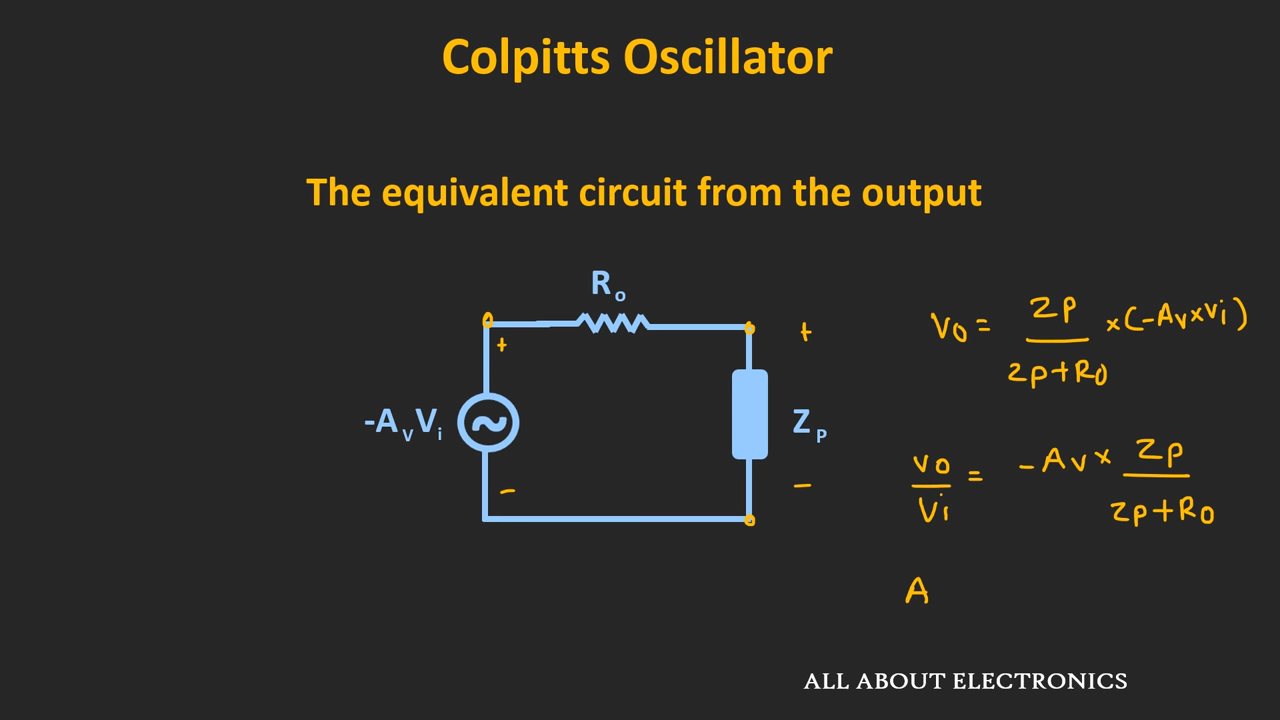 Colpitts Oscillator
The equivalent circuit from the output
Ro
+
+
-AvVi
ZP
-
-
Vo = Zp / Zp+Ro × (-Av×Vi)
Vo / Vi = -Av × Zp / Zp+Ro
A
ALL ABOUT ELECTRONICS